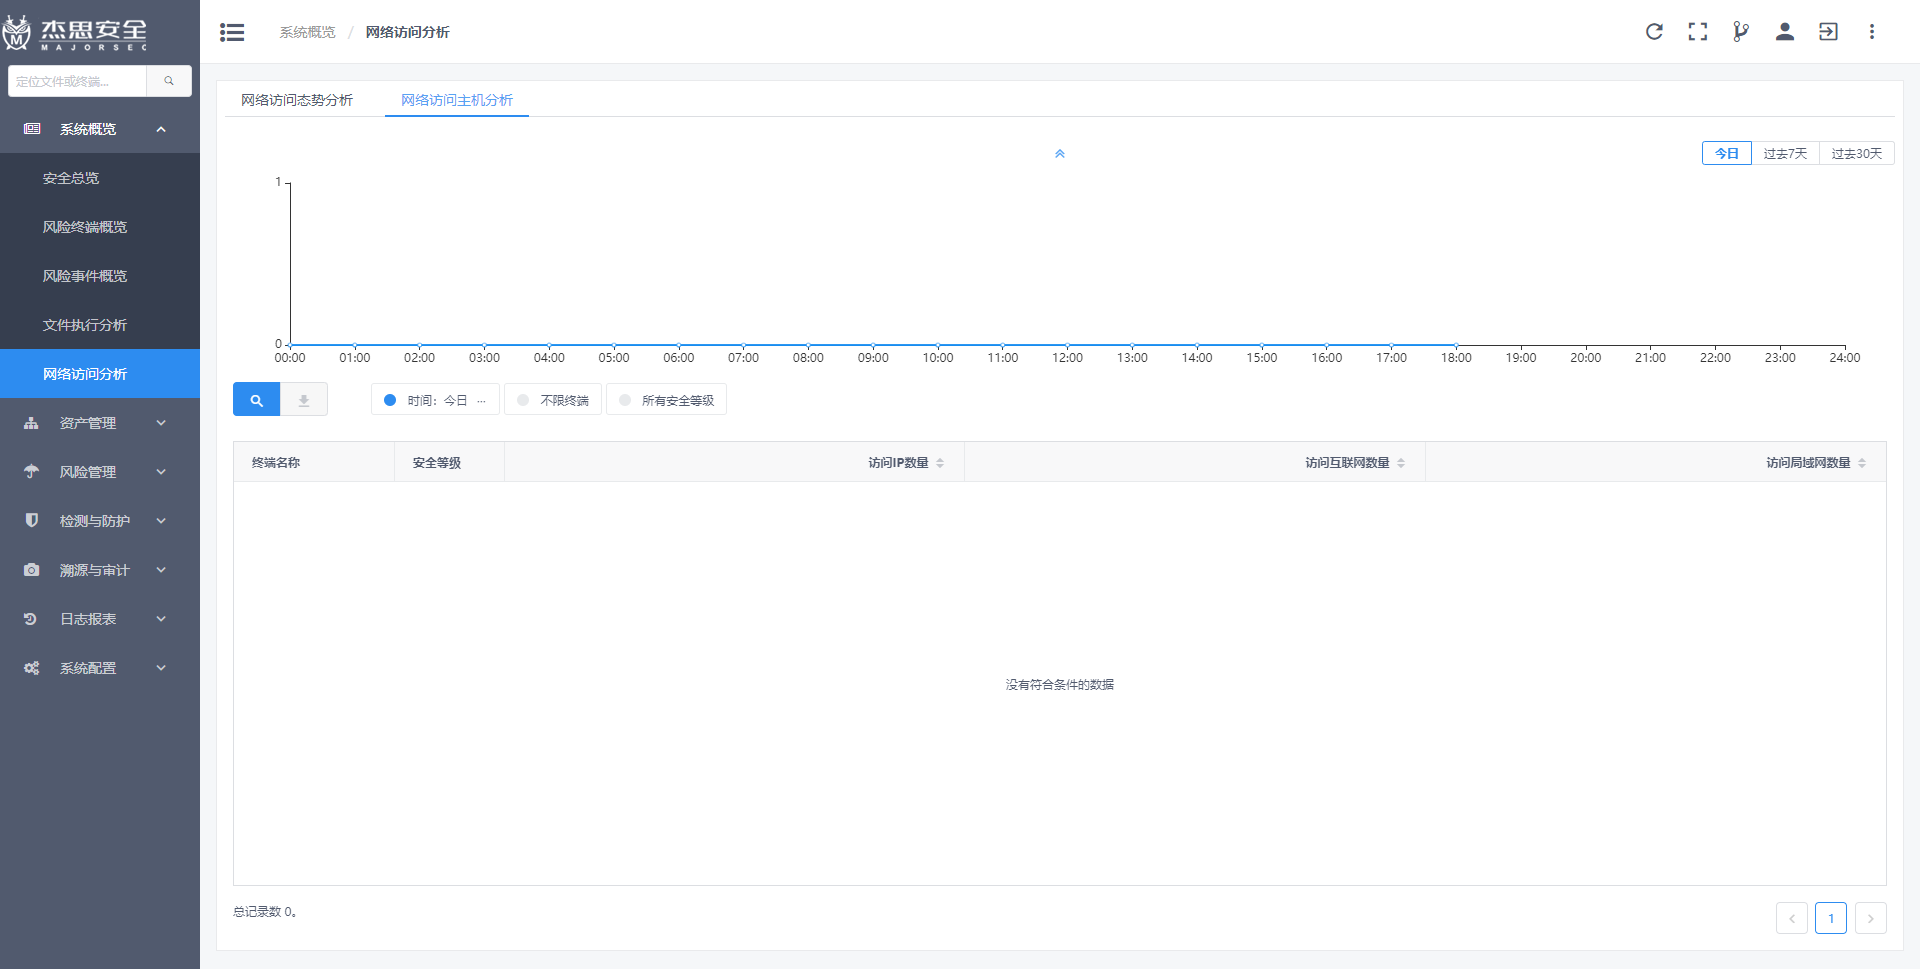 杰思安全
MAJORSEC
定位文件或终端...
系统概览
安全总览
风险终端概览
风险事件概览
文件执行分析
网络访问分析
资产管理
风险管理
检测与防护
溯源与审计
日志报表
系统配置
系统概览 / 网络访问分析
网络访问态势分析 网络访问主机分析
今日 过去7天 过去30天
1
0
00:00 01:00 02:00 03:00 04:00 05:00 06:00 07:00 08:00 09:00 10:00 11:00 12:00 13:00 14:00 15:00 16:00 17:00 18:00 19:00 20:00 21:00 22:00 23:00 24:00
时间：今日 ... 不限终端 所有安全等级
终端名称 安全等级 访问IP数量 访问互联网数量 访问局域网数量
没有符合条件的数据
总记录数 0。
1